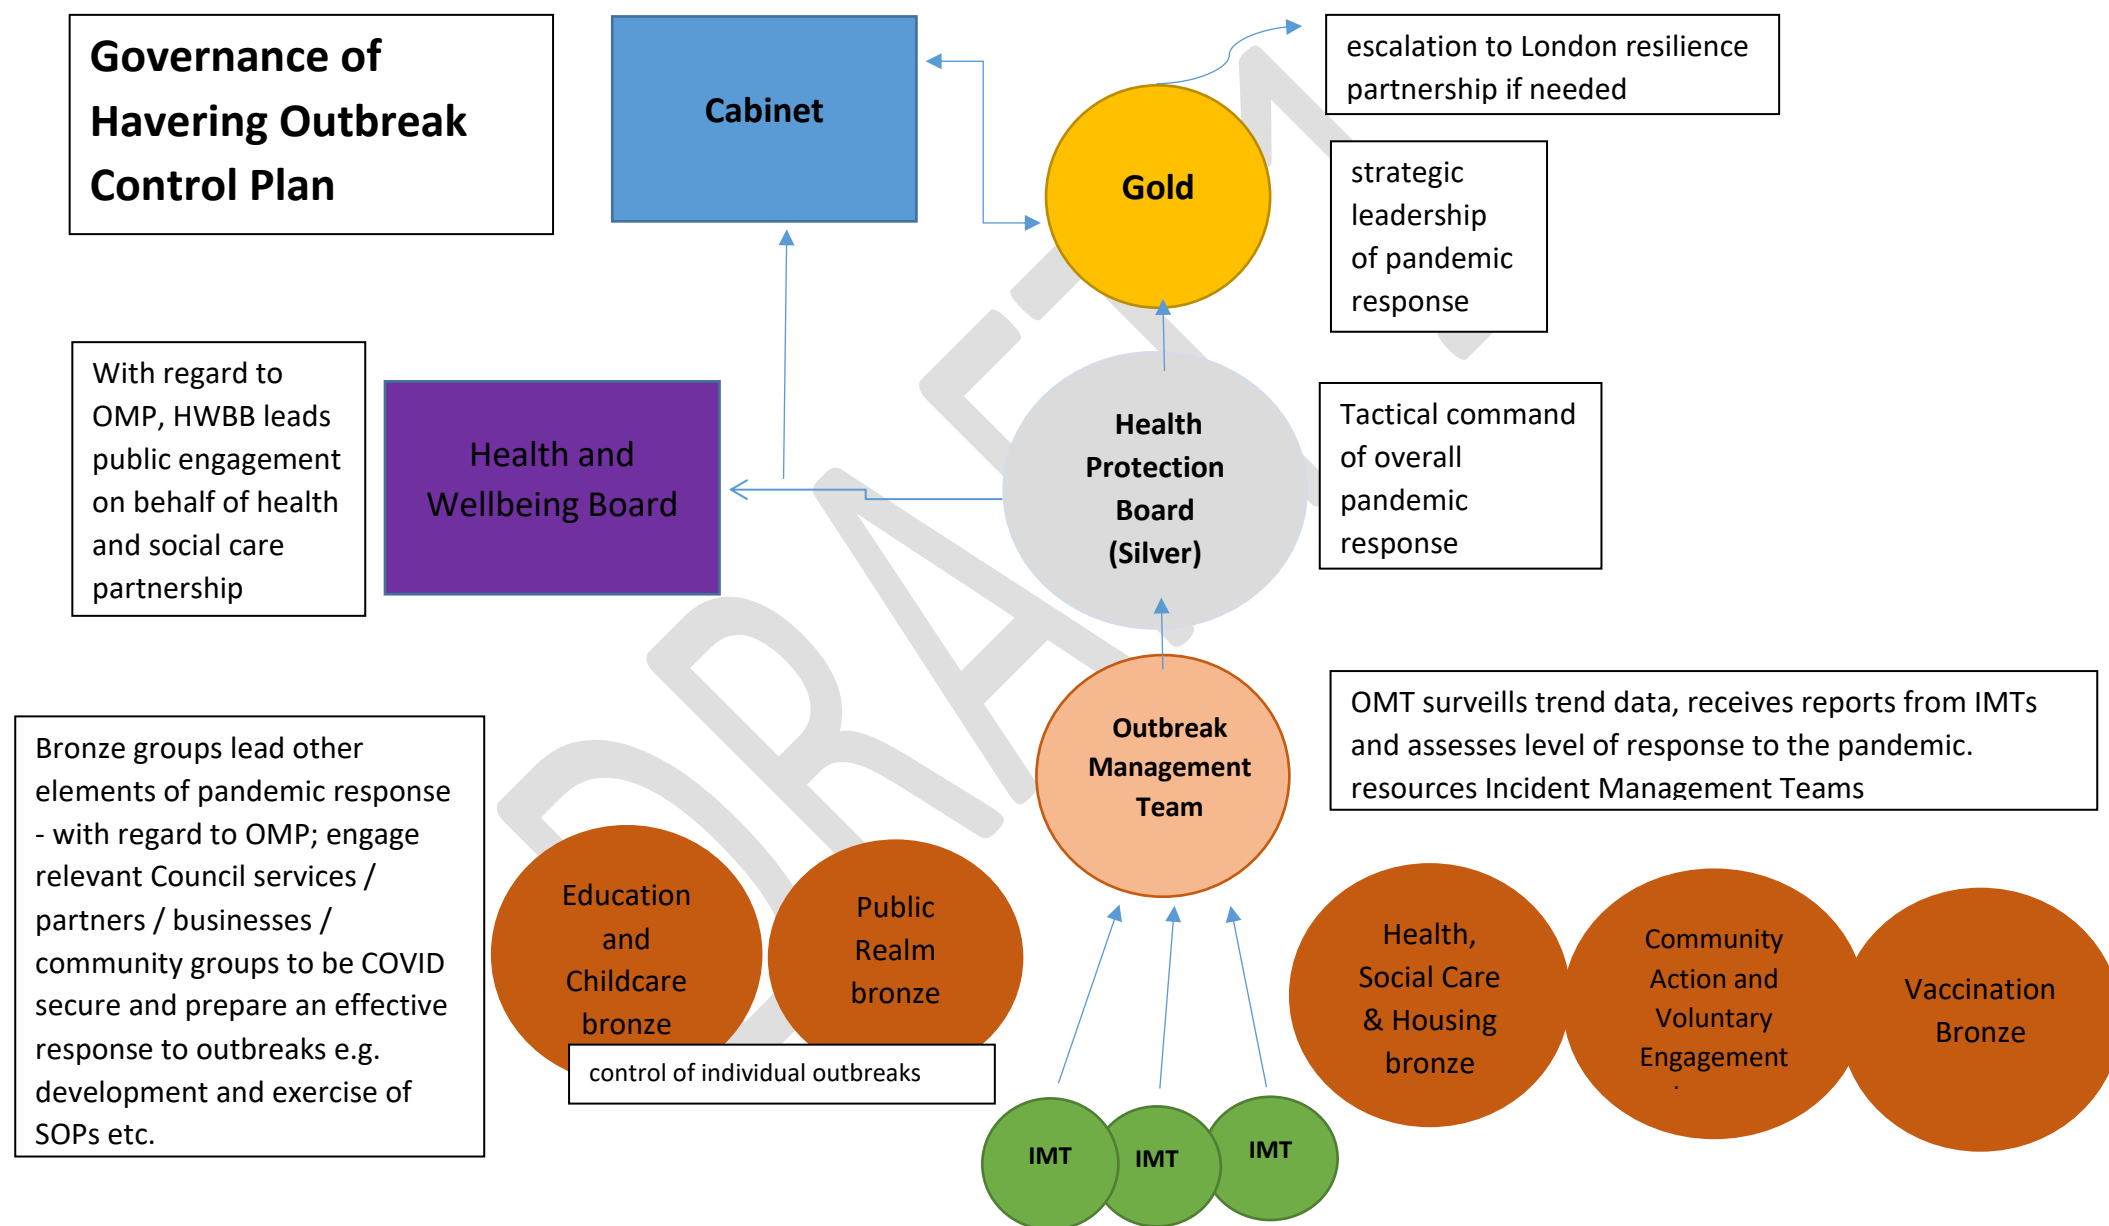 Governance of
Havering Outbreak
Control Plan
Cabinet
Gold
escalation to London resilience
partnership if needed
strategic
leadership
of pandemic
response
With regard to
OMP, HWBB leads
public engagement
on behalf of health
and social care
partnership
Health and
Wellbeing Board
Health
Protection
Board
(Silver)
Tactical command
of overall
pandemic
response
Outbreak
Management
Team
OMT surveills trend data, receives reports from IMTs
and assesses level of response to the pandemic.
resources Incident Management Teams
Bronze groups lead other
elements of pandemic response
- with regard to OMP; engage
relevant Council services /
partners / businesses /
community groups to be COVID
secure and prepare an effective
response to outbreaks e.g.
development and exercise of
SOPs etc.
Education
and
Childcare
bronze
Public
Realm
bronze
control of individual outbreaks
Health,
Social Care
& Housing
bronze
Community
Action and
Voluntary
Engagement
Vaccination
Bronze
IMT
IMT
IMT
DRAFT